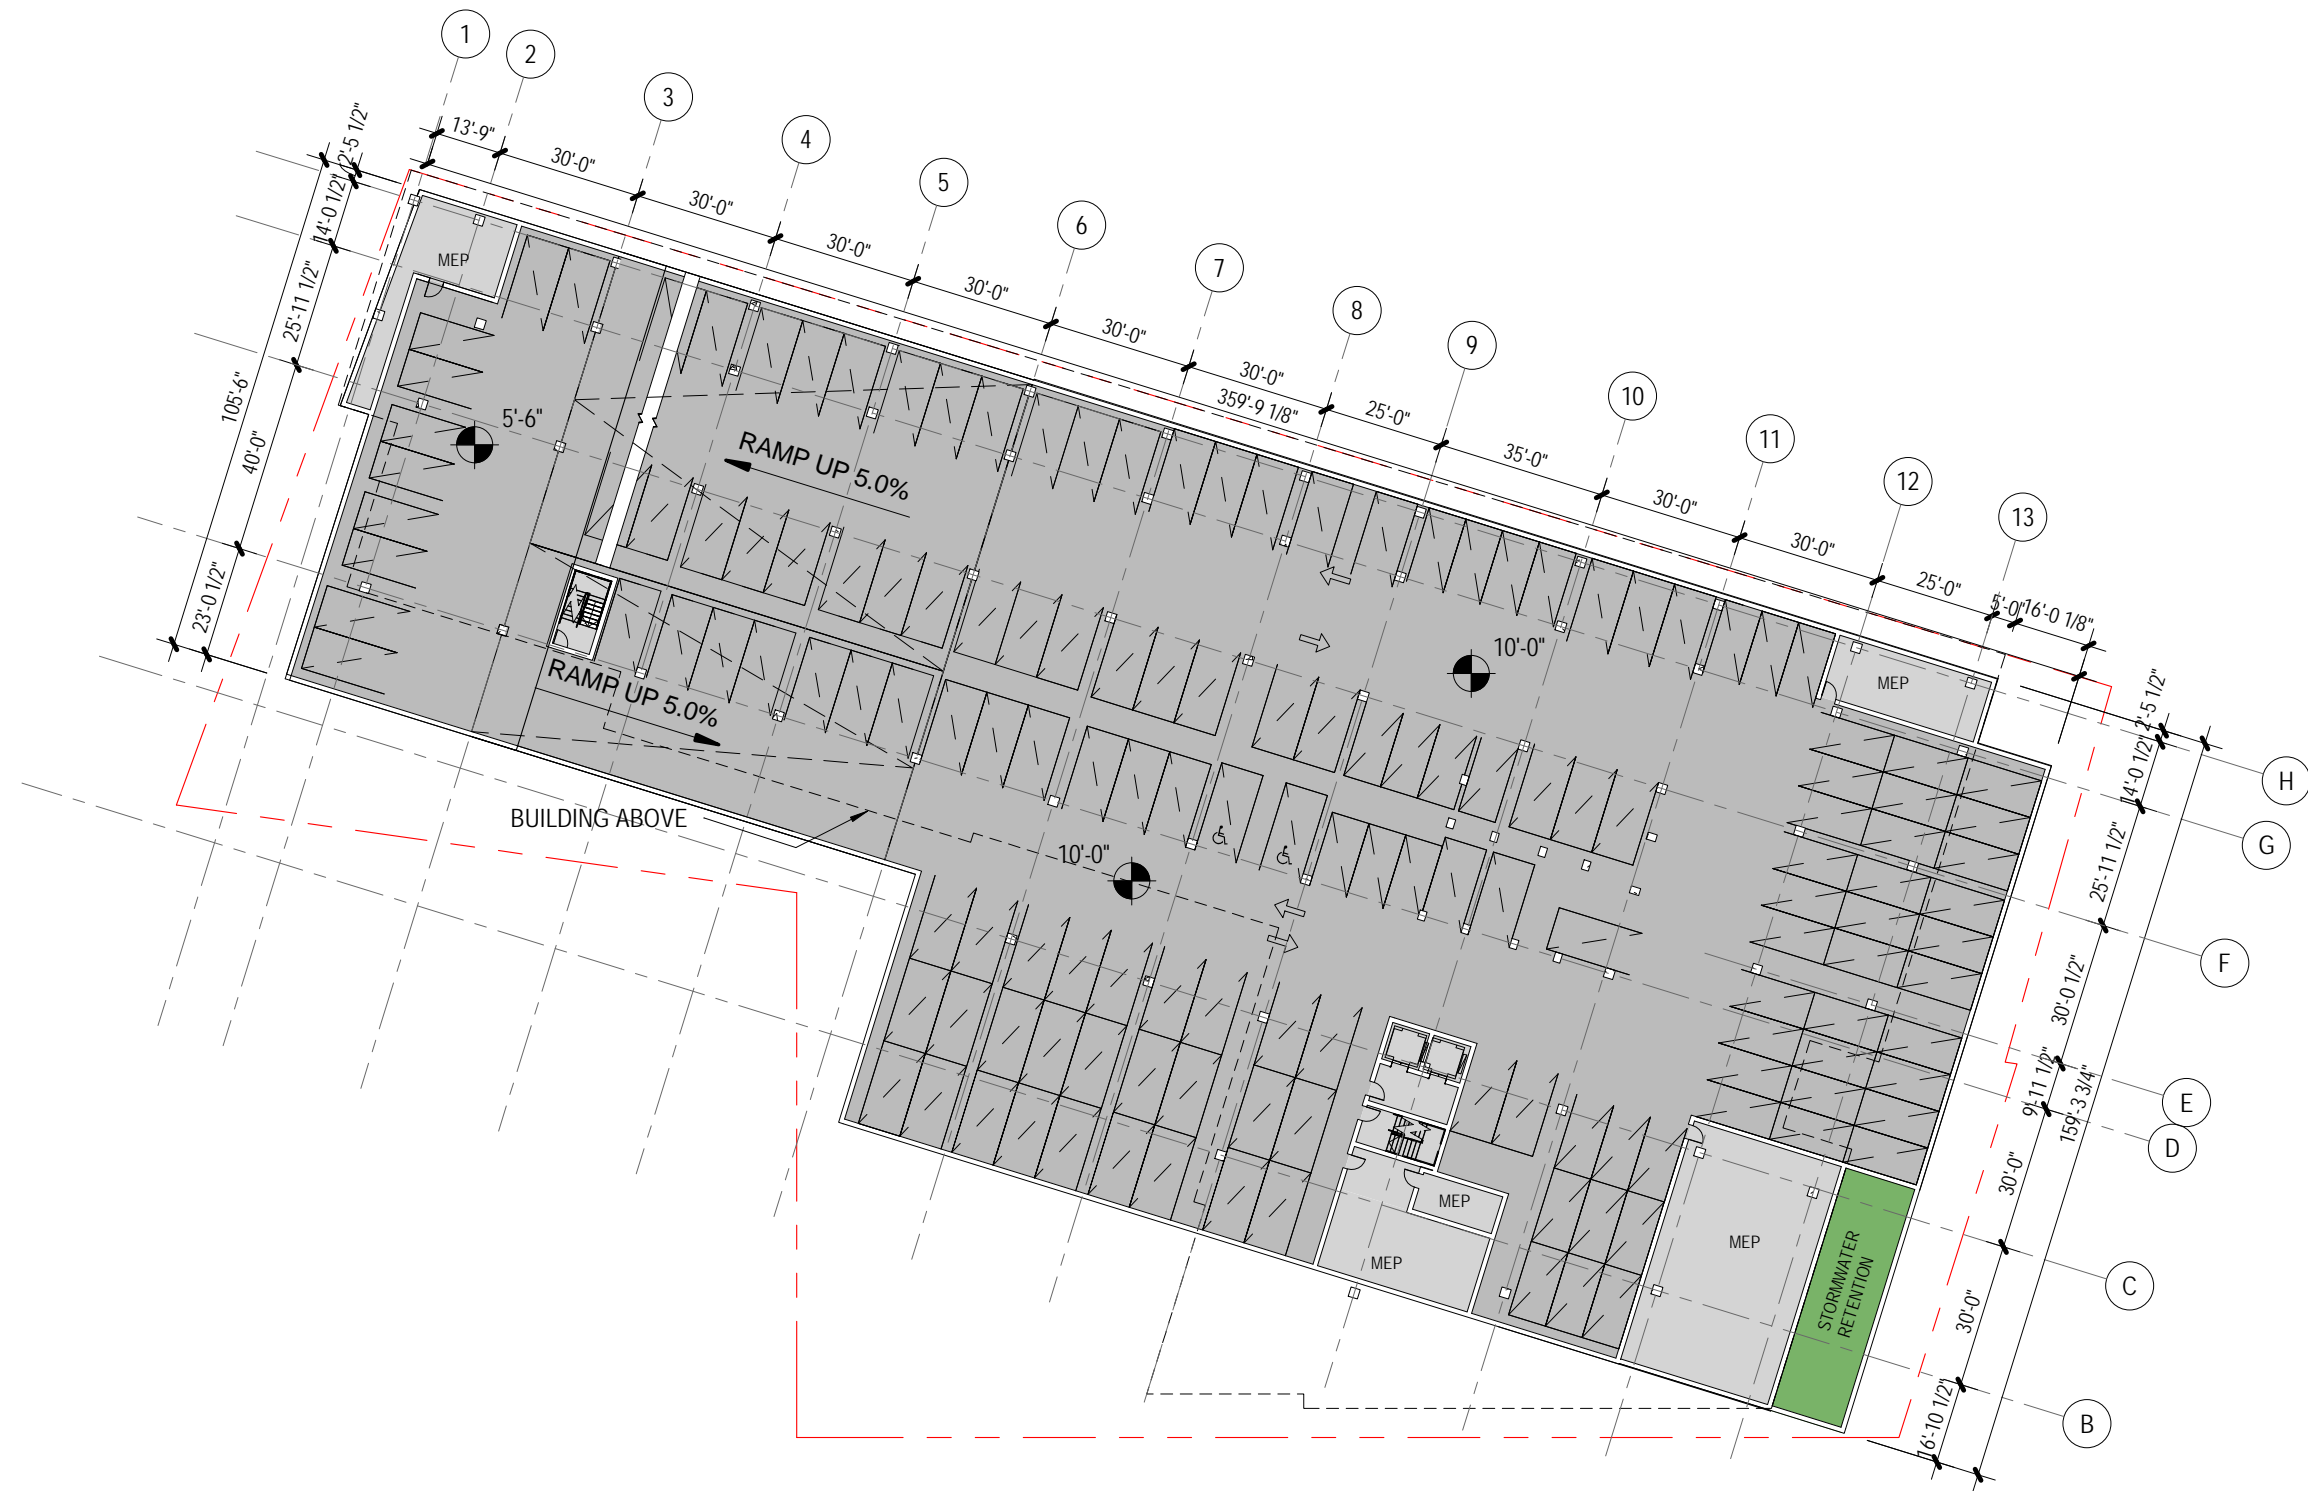 1
2
3
4
5
6
7
8
9
10
11
12
13
13'-9"
30'-0"
30'-0"
30'-0"
30'-0"
30'-0"
30'-0"
25'-0"
35'-0"
30'-0"
30'-0"
25'-0"
5'-0"
16'-0 1/8"
359'-9 1/8"
2'-5 1/2"
14'-0 1/2"
25'-11 1/2"
40'-0"
23'-0 1/2"
105'-6"
MEP
5'-6"
RAMP UP 5.0%
RAMP UP 5.0%
BUILDING ABOVE
10'-0"
10'-0"
MEP
MEP
MEP
MEP
STORMWATER
RETENTION
2'-5 1/2"
14'-0 1/2"
25'-11 1/2"
30'-0 1/2"
9'-11 1/2"
30'-0"
30'-0"
16'-10 1/2"
159'-3 3/4"
H
G
F
E
D
C
B